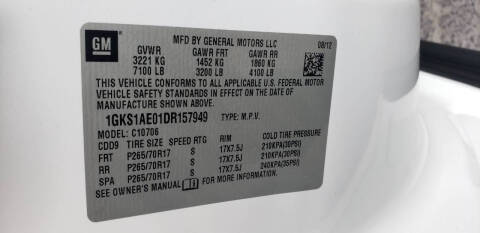 GM
MFD BY GENERAL MOTORS LLC
08/12
GVWR GAWR FRT GAWR RR
3221 KG 1452 KG 1860 KG
7100 LB 3200 LB 4100 LB
THIS VEHICLE CONFORMS TO ALL APPLICABLE U.S. FEDERAL MOTOR
VEHICLE SAFETY STANDARDS IN EFFECT ON THE DATE OF
MANUFACTURE SHOWN ABOVE.
1GKS1AE01DR157949 TYPE: M.P.V.
MODEL: C10706
CDD9 TIRE SIZE SPEED RTG RIM COLD TIRE PRESSURE
FRT P265/70R17 S 17X7.5J 210KPA(30PSI)
RR P265/70R17 S 17X7.5J 210KPA(30PSI)
SPA P265/70R17 S 17X7.5J 240KPA(35PSI)
SEE OWNER'S MANUAL FOR MORE INFORMATION.